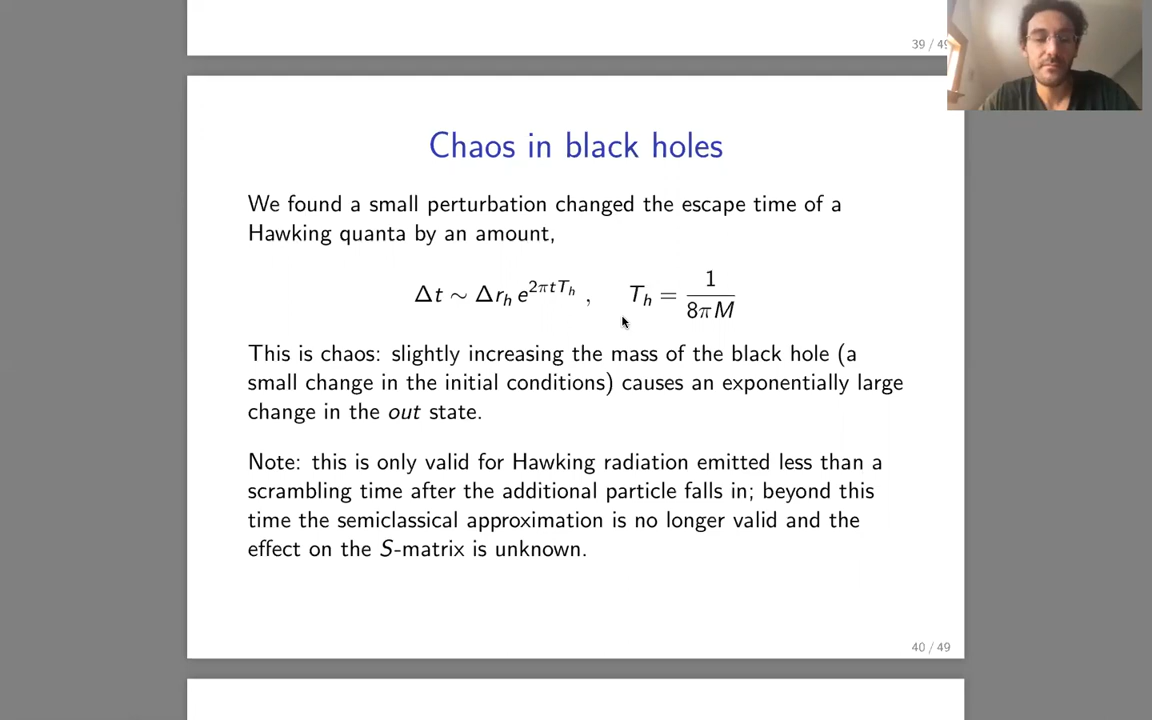 39 / 49
Chaos in black holes
We found a small perturbation changed the escape time of a
Hawking quanta by an amount,
Δt ∼ Δr_h e^{2πtT_h} ,   T_h = 1/(8πM)
This is chaos: slightly increasing the mass of the black hole (a
small change in the initial conditions) causes an exponentially large
change in the out state.
Note: this is only valid for Hawking radiation emitted less than a
scrambling time after the additional particle falls in; beyond this
time the semiclassical approximation is no longer valid and the
effect on the S-matrix is unknown.
40 / 49